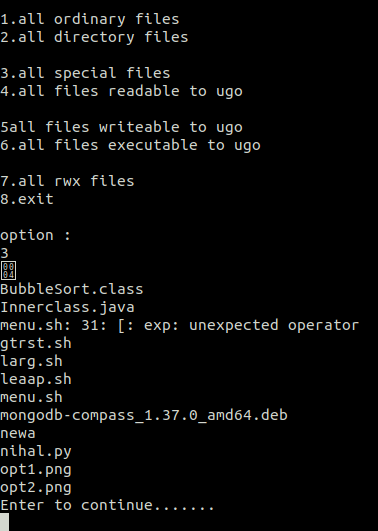 1.all ordinary files
2.all directory files
3.all special files
4.all files readable to ugo
5all files writeable to ugo
6.all files executable to ugo
7.all rwx files
8.exit
option :
3
0004
BubbleSort.class
Innerclass.java
menu.sh: 31: [: exp: unexpected operator
gtrst.sh
larg.sh
leaap.sh
menu.sh
mongodb-compass_1.37.0_amd64.deb
newa
nihal.py
opt1.png
opt2.png
Enter to continue.......